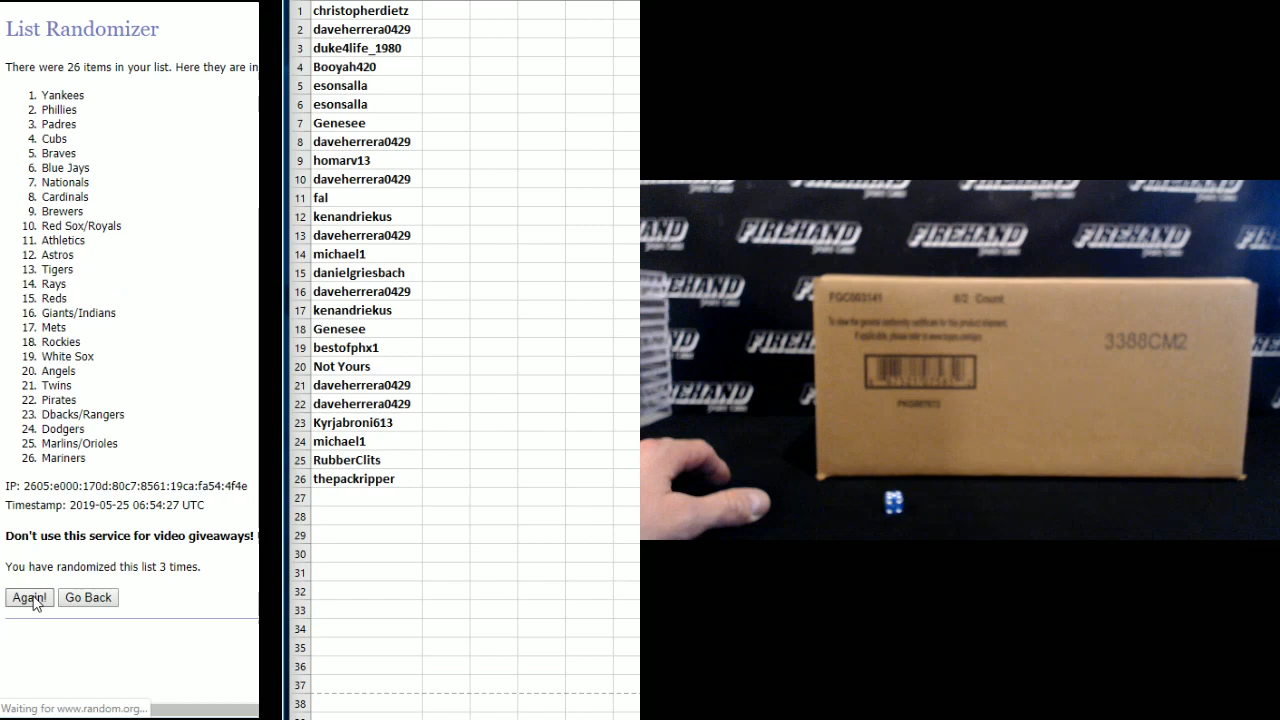 List Randomizer
There were 26 items in your list. Here they are in
1. Yankees
2. Phillies
3. Padres
4. Cubs
5. Braves
6. Blue Jays
7. Nationals
8. Cardinals
9. Brewers
10. Red Sox/Royals
11. Athletics
12. Astros
13. Tigers
14. Rays
15. Reds
16. Giants/Indians
17. Mets
18. Rockies
19. White Sox
20. Angels
21. Twins
22. Pirates
23. Dbacks/Rangers
24. Dodgers
25. Marlins/Orioles
26. Mariners
IP: 2605:e000:170d:80c7:8561:19ca:fa54:4f4e
Timestamp: 2019-05-25 06:54:27 UTC
Don't use this service for video giveaways!
You have randomized this list 3 times.
Again! Go Back
Waiting for www.random.org...
1 christopherdietz
2 daveherrera0429
3 duke4life_1980
4 Booyah420
5 esonsalla
6 esonsalla
7 Genesee
8 daveherrera0429
9 homarv13
10 daveherrera0429
11 fal
12 kenandriekus
13 daveherrera0429
14 michael1
15 danielgriesbach
16 daveherrera0429
17 kenandriekus
18 Genesee
19 bestofphx1
20 Not Yours
21 daveherrera0429
22 daveherrera0429
23 Kyrjabroni613
24 michael1
25 RubberClits
26 thepackripper
27
28
29
30
31
32
33
34
35
36
37
38
FIREHAND
FIREHAND
FIREHAND
FGC003141 Count
3388CM2